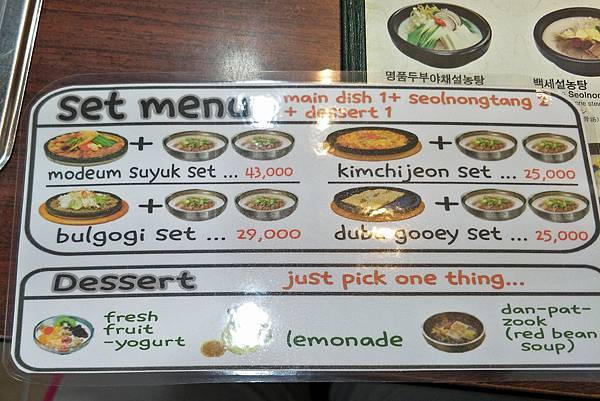 명품두부야채설농탕
백세설농탕
Seolnon
set menu
main dish 1+ seolnongtang 2
+ dessert 1
modeum suyuk set ... 43,000
kimchijeon set ... 25,000
bulgogi set ... 29,000
dubu gooey set ... 25,000
Dessert
just pick one thing...
fresh
fruit
-yogurt
lemonade
dan-pat-
zook
(red bean
soup)